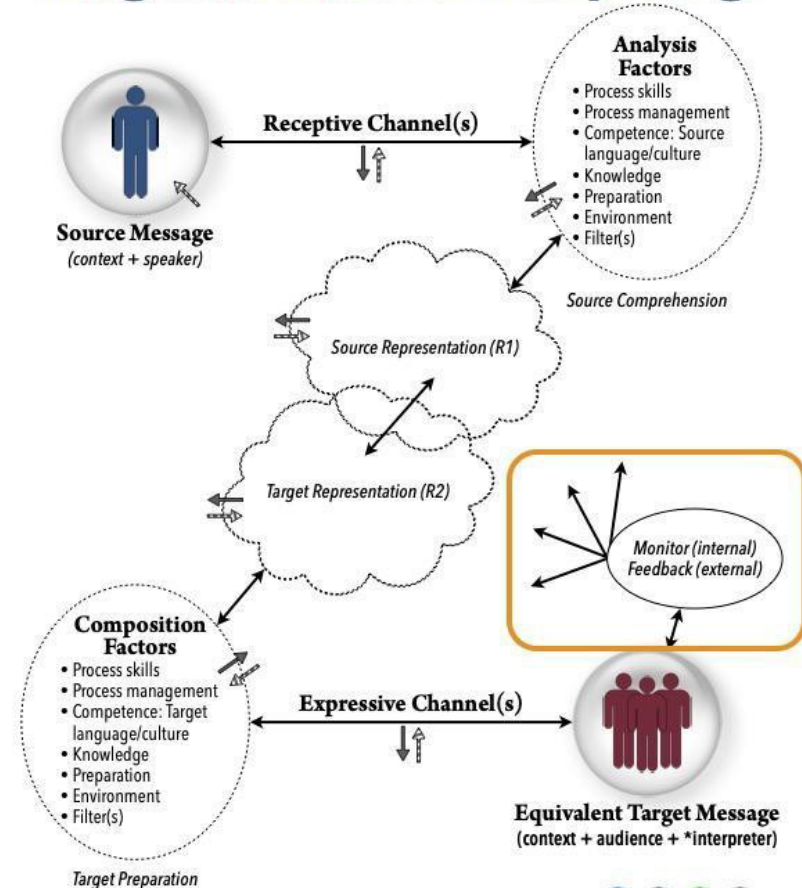 Analysis
Factors
• Process skills
• Process management
• Competence: Source
language/culture
• Knowledge
• Preparation
• Environment
• Filter(s)
Source Comprehension
Receptive Channel(s)
Source Message
(context + speaker)
Source Representation (R1)
Target Representation (R2)
Monitor (internal)
Feedback (external)
Composition
Factors
• Process skills
• Process management
• Competence: Target
language/culture
• Knowledge
• Preparation
• Environment
• Filter(s)
Target Preparation
Expressive Channel(s)
Equivalent Target Message
(context + audience + *interpreter)